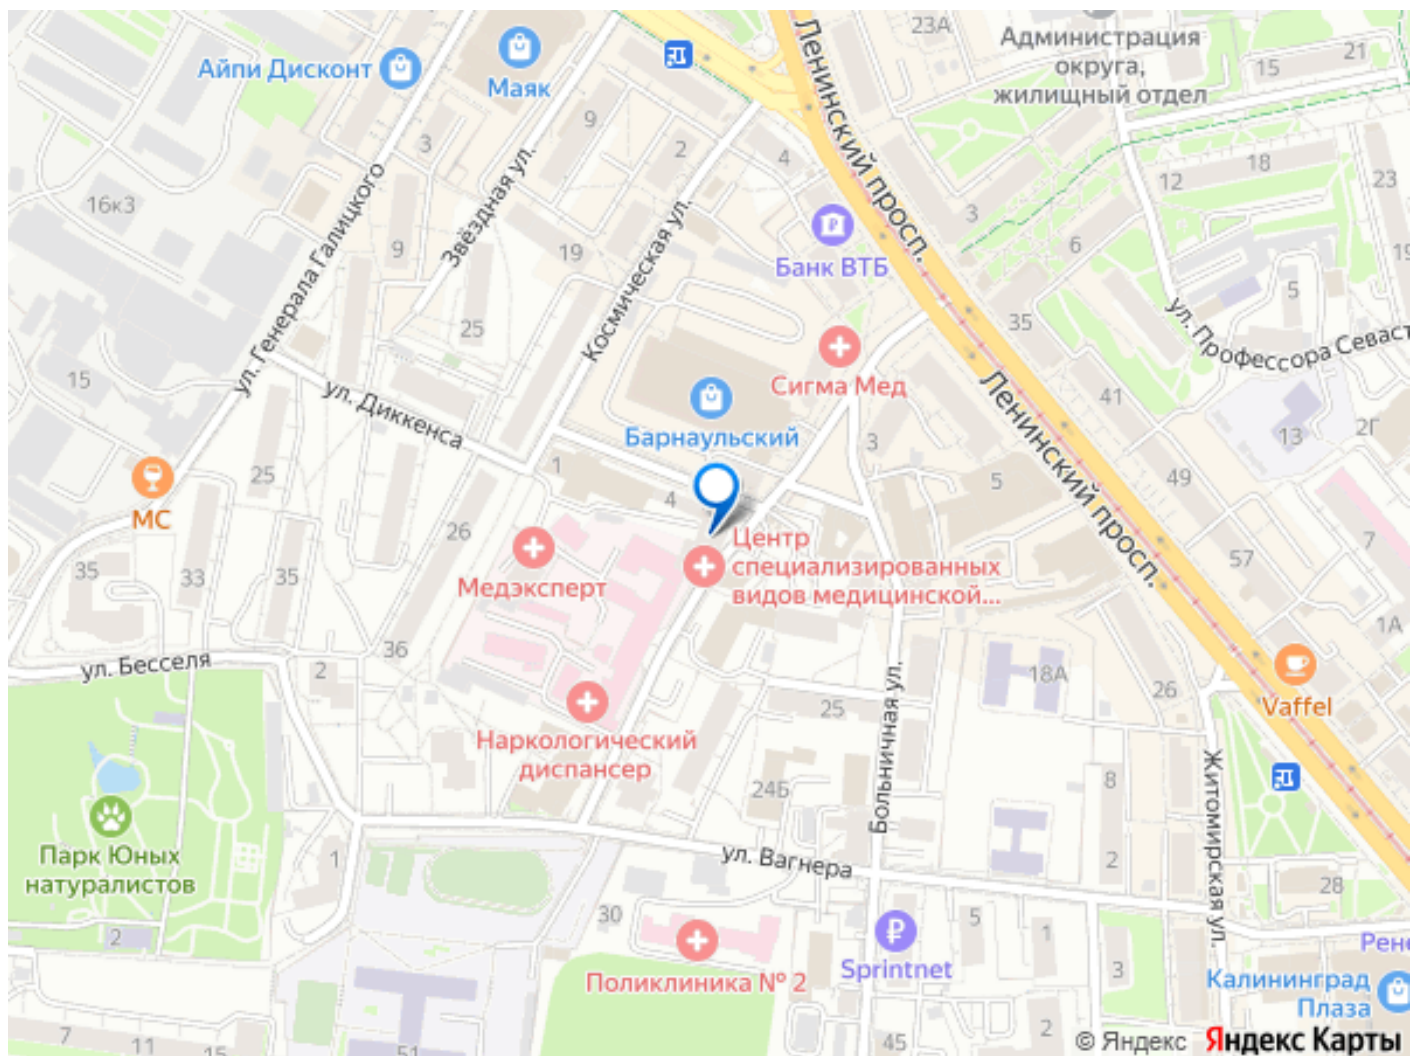 Айпи Дисконт
Маяк
Администрация
округа,
жилищный отдел
23А
15
21
9
3
2
4
18
12
23
16к3
9
19
3
6
5
ул. Генерала Галицкого
Звёздная ул.
Космическая ул.
Ленинский просп.
Банк ВТБ
ул. Профессора Севаст
25
35
15
Сигма Мед
41
ул. Диккенса
Ленинский просп.
Барнаульский
3
13
2Г
1
25
МС
4
5
49
26
35
33
35
Медэксперт
Центр
специализированных
видов медицинской...
57
7
1А
ул. Бесселя
36
2
18А
26
Vaffel
25
Наркологический
диспансер
24Б
Больничная ул.
8
Житомирская ул.
Парк Юных
натуралистов
1
ул. Вагнера
2
28
2
30
5
1
Поликлиника № 2
Sprintnet
3
Рене
Калининград
Плаза
7
11
51
45
2
© Яндекс
Яндекс Карты